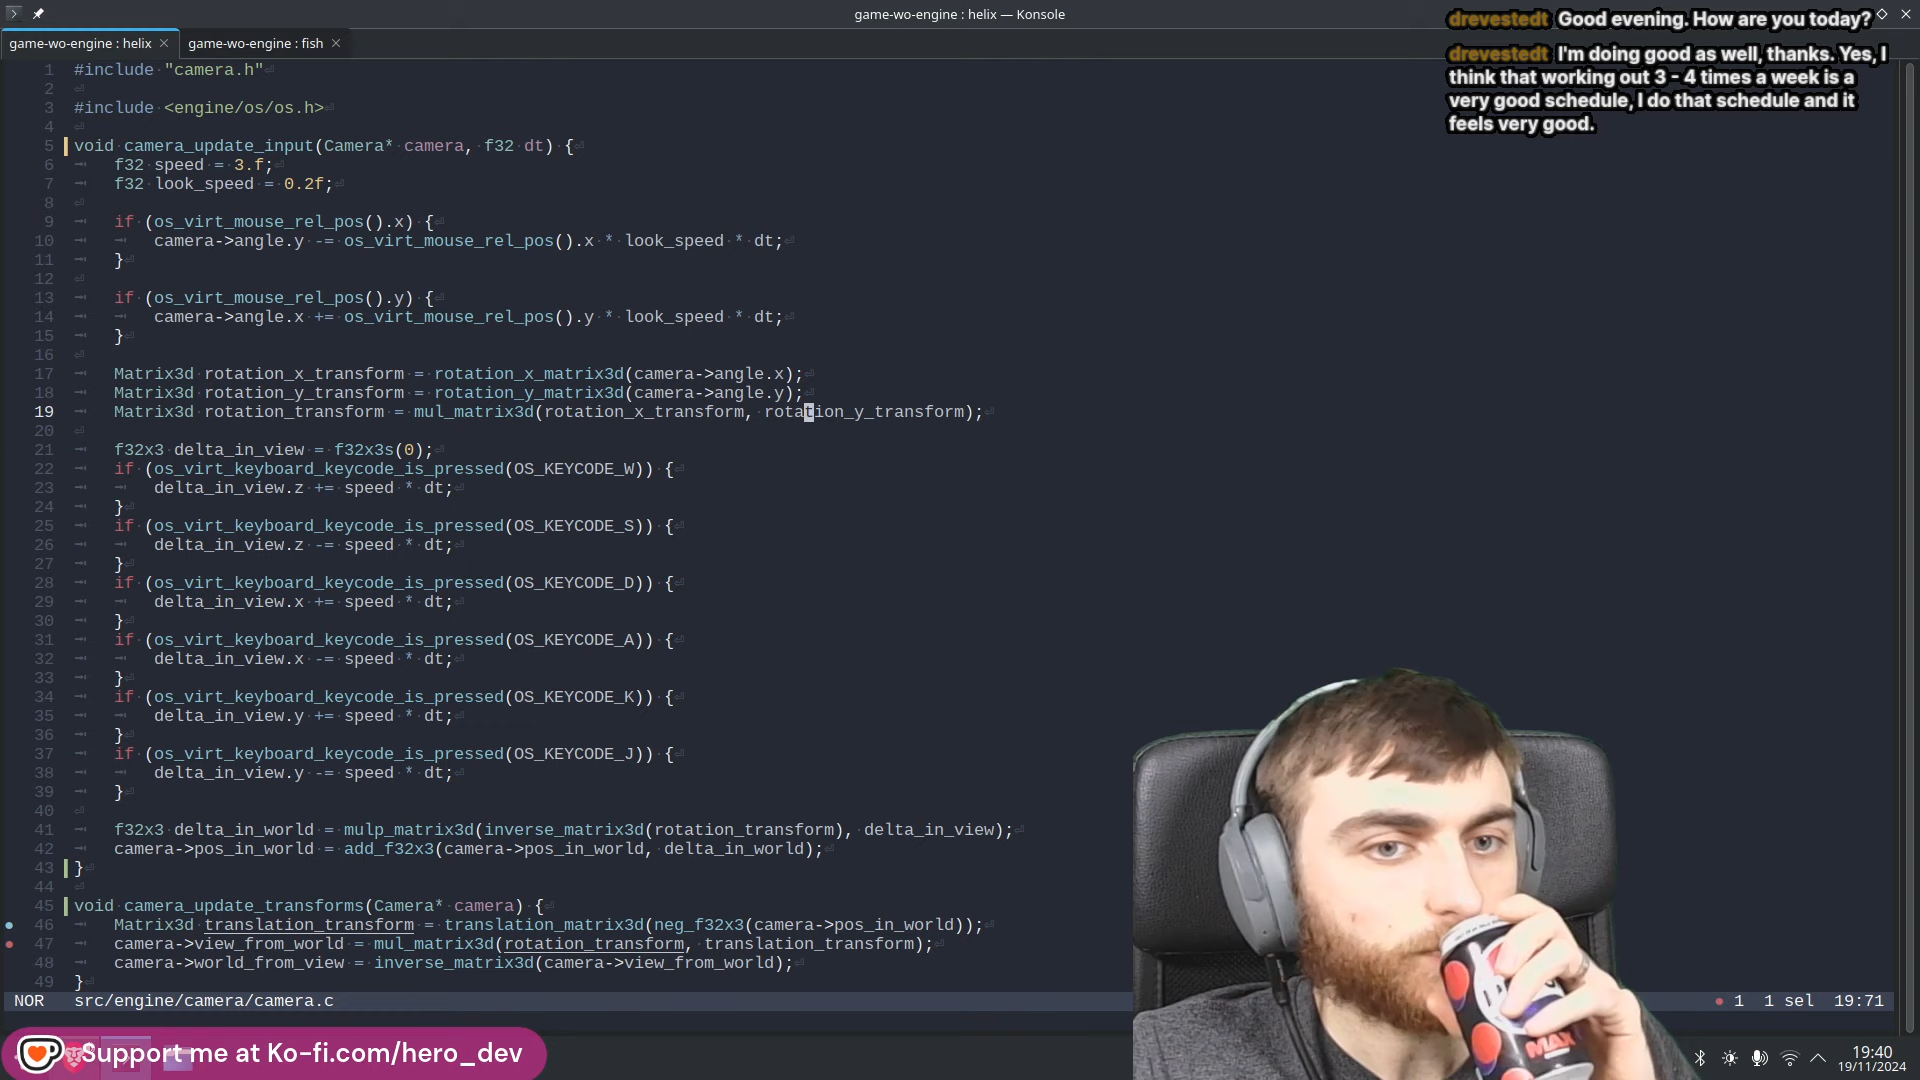 game-wo-engine : helix — Konsole
game-wo-engine : helix
game-wo-engine : fish
drevestedt Good evening. How are you today?
drevestedt I'm doing good as well, thanks. Yes, I
think that working out 3 - 4 times a week is a
very good schedule, I do that schedule and it
feels very good.
1 #include "camera.h"
2
3 #include <engine/os/os.h>
4
5 void camera_update_input(Camera* camera, f32 dt) {
6 f32 speed = 3.f;
7 f32 look_speed = 0.2f;
8
9 if (os_virt_mouse_rel_pos().x) {
10 camera->angle.y -= os_virt_mouse_rel_pos().x * look_speed * dt;
11 }
12
13 if (os_virt_mouse_rel_pos().y) {
14 camera->angle.x += os_virt_mouse_rel_pos().y * look_speed * dt;
15 }
16
17 Matrix3d rotation_x_transform = rotation_x_matrix3d(camera->angle.x);
18 Matrix3d rotation_y_transform = rotation_y_matrix3d(camera->angle.y);
19 Matrix3d rotation_transform = mul_matrix3d(rotation_x_transform, rotation_y_transform);
20
21 f32x3 delta_in_view = f32x3s(0);
22 if (os_virt_keyboard_keycode_is_pressed(OS_KEYCODE_W)) {
23 delta_in_view.z += speed * dt;
24 }
25 if (os_virt_keyboard_keycode_is_pressed(OS_KEYCODE_S)) {
26 delta_in_view.z -= speed * dt;
27 }
28 if (os_virt_keyboard_keycode_is_pressed(OS_KEYCODE_D)) {
29 delta_in_view.x += speed * dt;
30 }
31 if (os_virt_keyboard_keycode_is_pressed(OS_KEYCODE_A)) {
32 delta_in_view.x -= speed * dt;
33 }
34 if (os_virt_keyboard_keycode_is_pressed(OS_KEYCODE_K)) {
35 delta_in_view.y += speed * dt;
36 }
37 if (os_virt_keyboard_keycode_is_pressed(OS_KEYCODE_J)) {
38 delta_in_view.y -= speed * dt;
39 }
40
41 f32x3 delta_in_world = mulp_matrix3d(inverse_matrix3d(rotation_transform), delta_in_view);
42 camera->pos_in_world = add_f32x3(camera->pos_in_world, delta_in_world);
43 }
44
45 void camera_update_transforms(Camera* camera) {
46 Matrix3d translation_transform = translation_matrix3d(neg_f32x3(camera->pos_in_world));
47 camera->view_from_world = mul_matrix3d(rotation_transform, translation_transform);
48 camera->world_from_view = inverse_matrix3d(camera->view_from_world);
49 }
NOR src/engine/camera/camera.c 1 1 sel 19:71
Support me at Ko-fi.com/hero_dev
MAX
19:40
19/11/2024